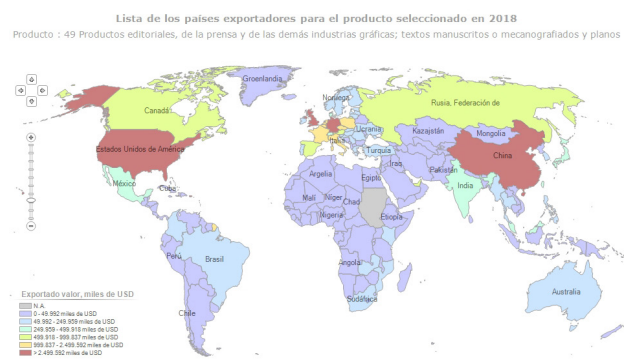 Lista de los países exportadores para el producto seleccionado en 2018
Producto : 49 Productos editoriales, de la prensa y de las demás industrias gráficas; textos manuscritos o mecanografiados y planos
Groenlandia
Noruega
Canadá
Rusia, Federación de
Ucrania
Kazajstán
Mongolia
Estados Unidos de América
Italia
Turquía
China
Iraq
Pakistán
Argelia
Egipto
México
Cuba
India
Malí
Níger
Chad
Nigeria
Etiopía
Perú
Brasil
Angola
Australia
Sudáfrica
Chile
Exportado valor, miles de USD
N.A.
0 - 49.992 miles de USD
49.992 - 249.959 miles de USD
249.959 - 499.918 miles de USD
499.918 - 999.837 miles de USD
999.837 - 2.499.592 miles de USD
> 2.499.592 miles de USD